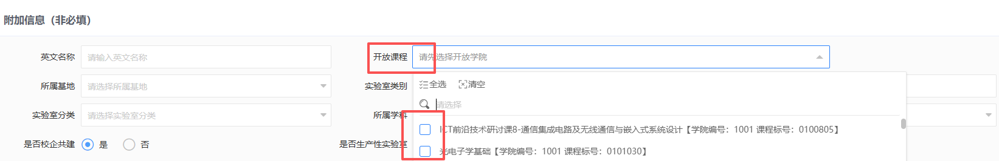 附加信息（非必填）
英文名称 请输入英文名称 开放课程 请先选择开放学院
所属基地 请选择所属基地 实验室类别 全选 清空
请选择
实验室分类 请选择实验室分类 所属学科
ICT前沿技术研讨课8-通信集成电路及无线通信与嵌入式系统设计【学院编号：1001 课程标号：0100805】
是否校企共建 是 否 是否生产性实验室 光电子学基础【学院编号：1001 课程标号：0101030】